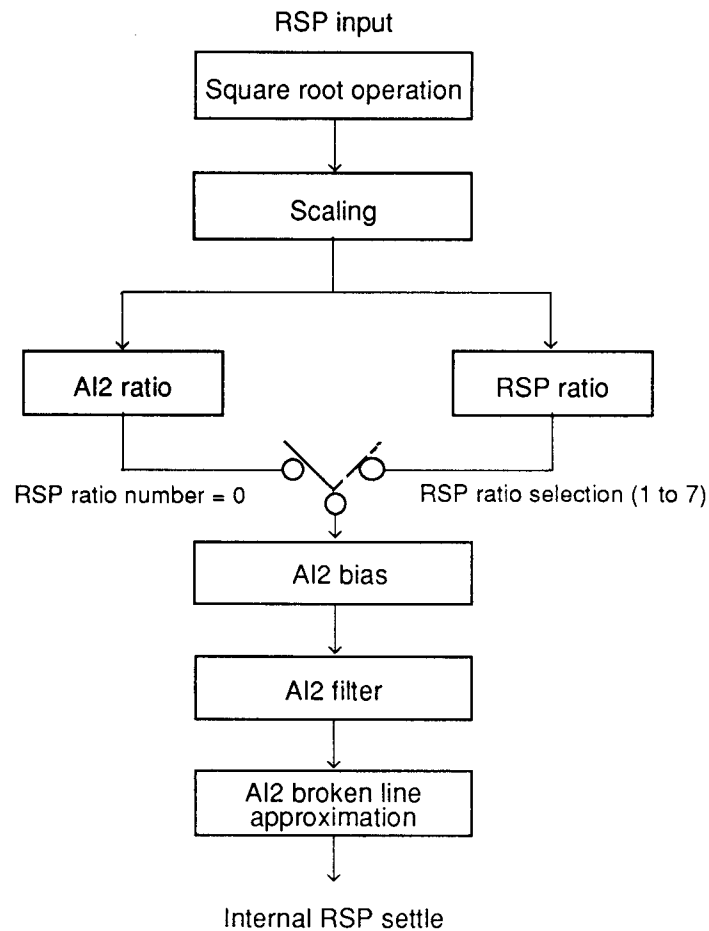 RSP input
Square root operation
Scaling
AI2 ratio
RSP ratio
RSP ratio number = 0
RSP ratio selection (1 to 7)
AI2 bias
AI2 filter
AI2 broken line
approximation
Internal RSP settle